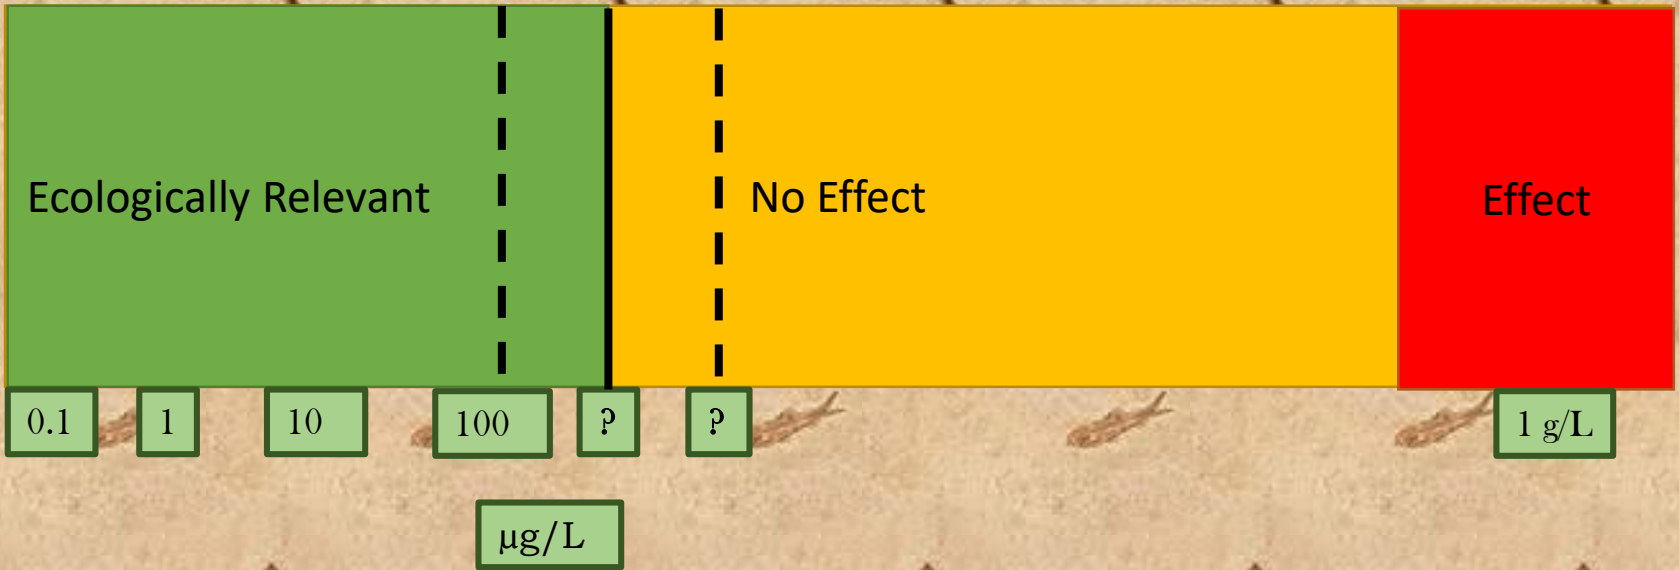 Ecologically Relevant
No Effect
Effect
0.1
1
10
100
?
?
1 g/L
µg/L